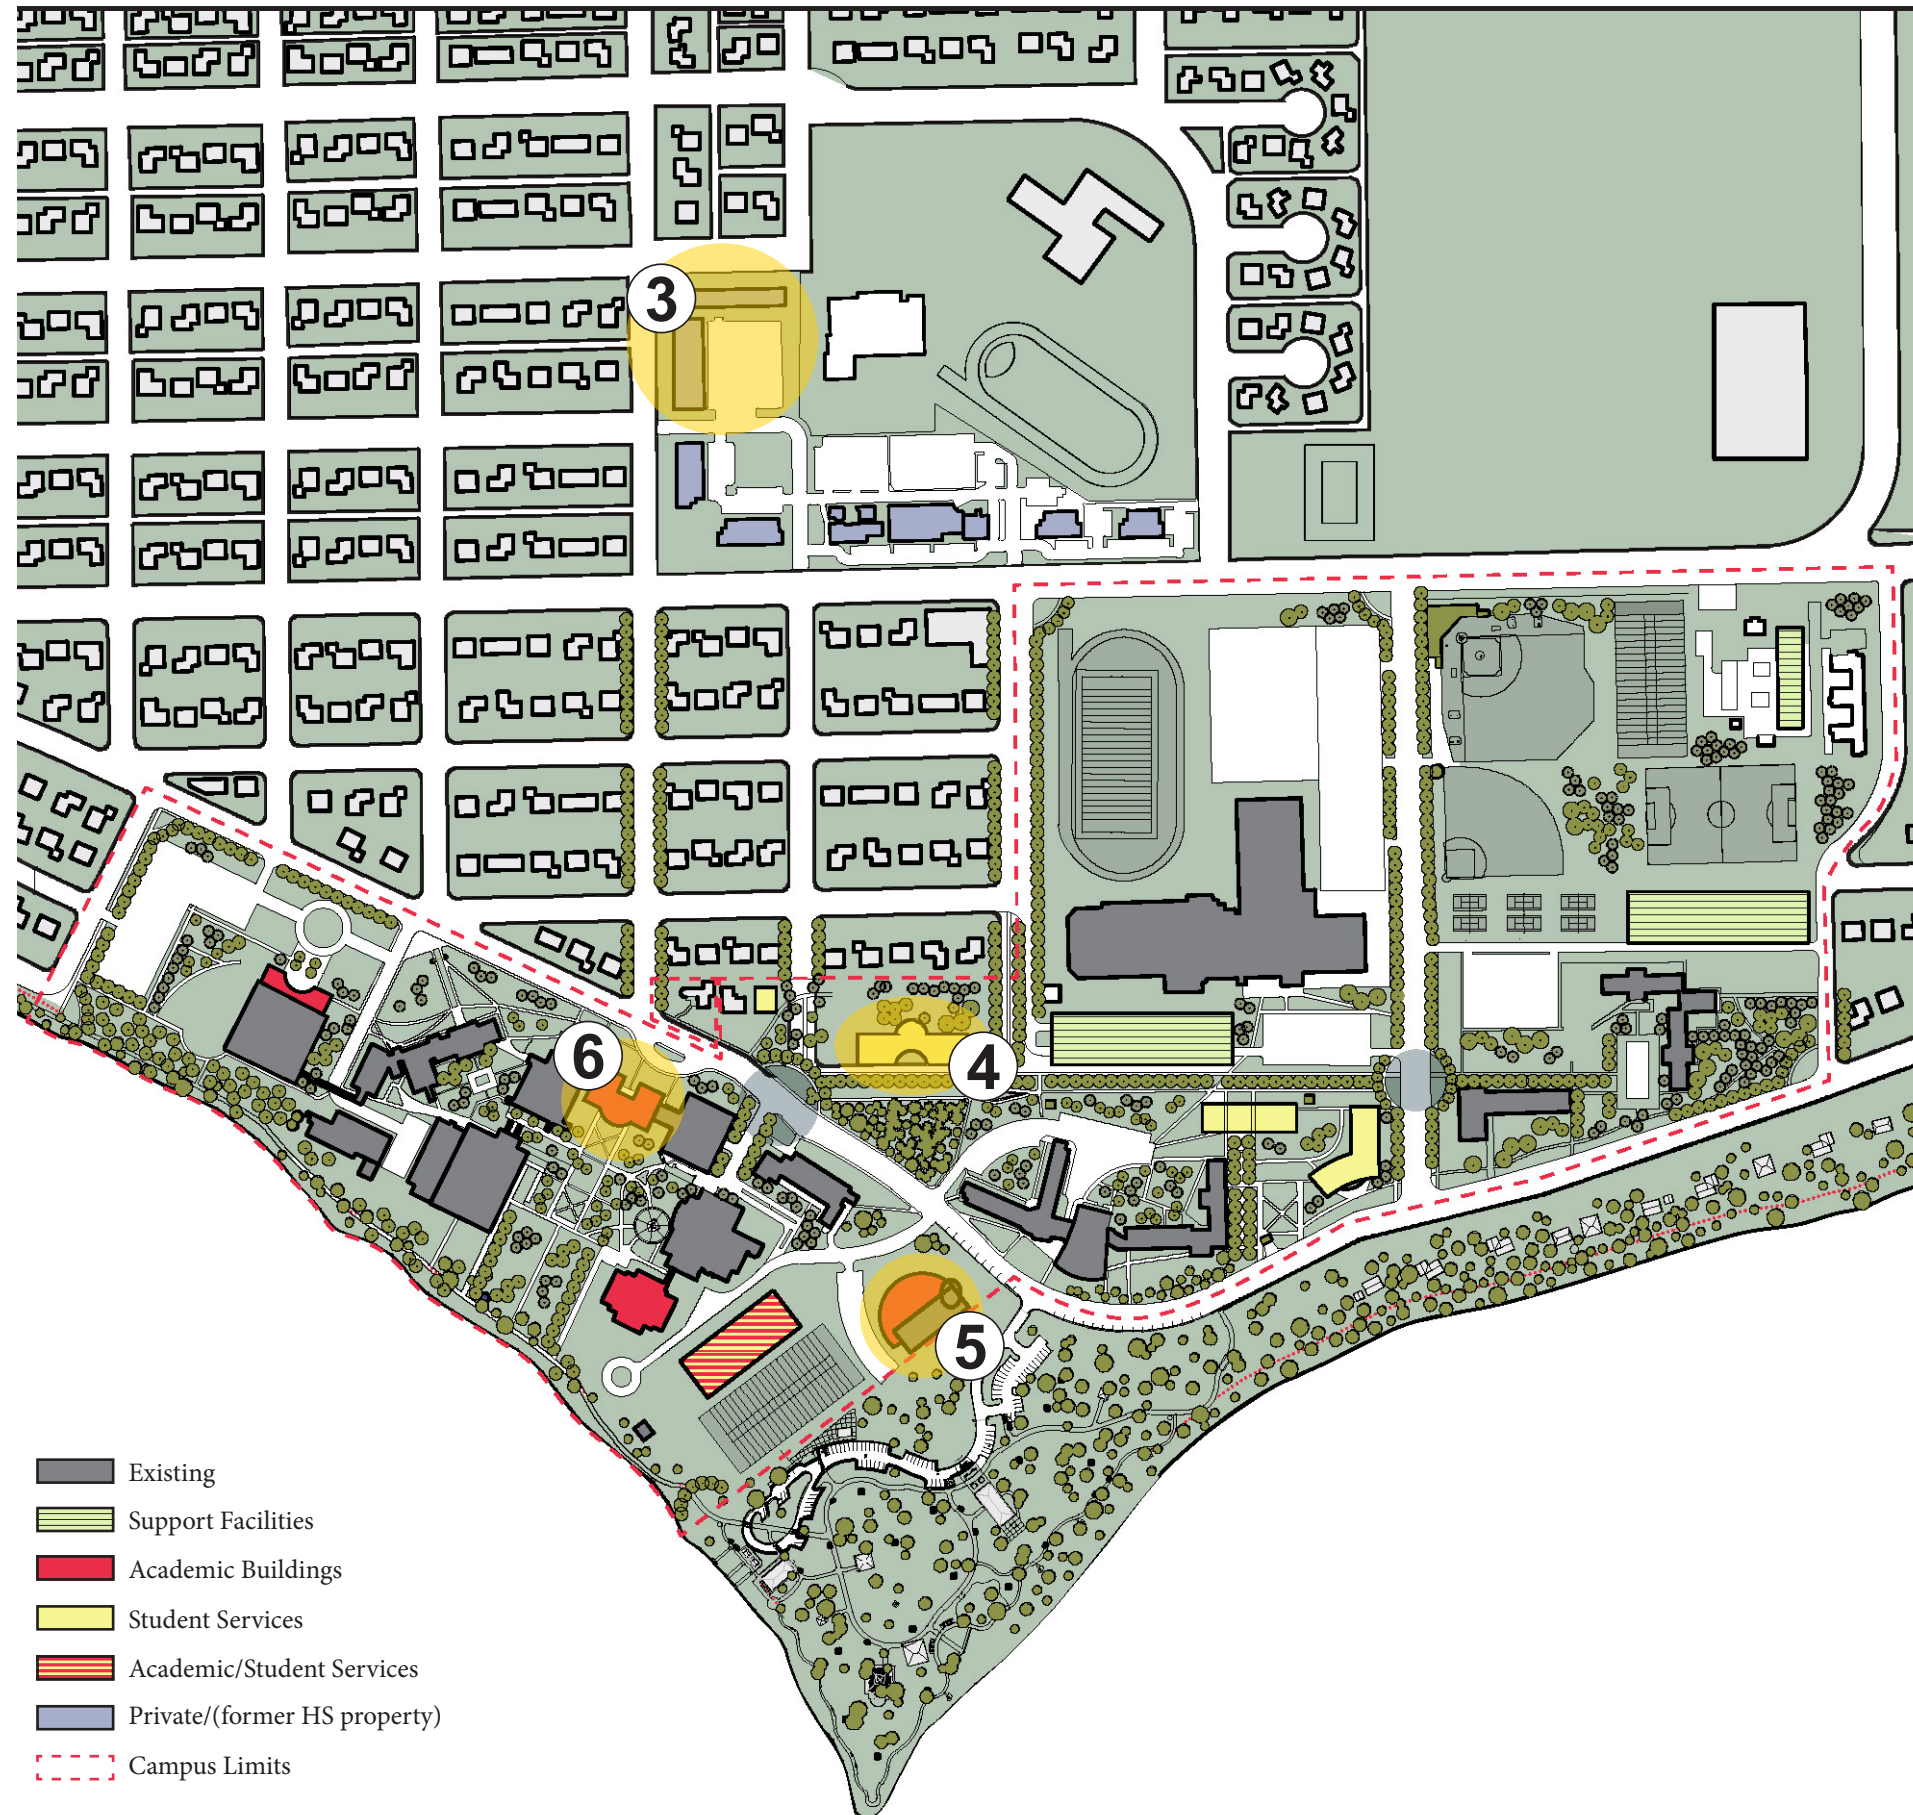 3
4
6
5
Existing
Support Facilities
Academic Buildings
Student Services
Academic/Student Services
Private/(former HS property)
Campus Limits